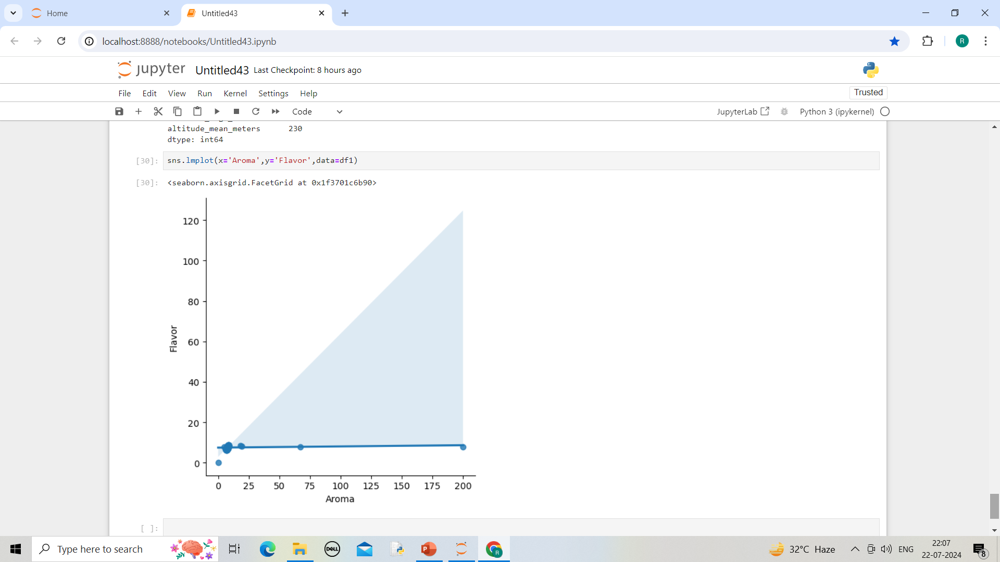 Home
Untitled43
localhost:8888/notebooks/Untitled43.ipynb
R
jupyter Untitled43 Last Checkpoint: 8 hours ago
File Edit View Run Kernel Settings Help
Trusted
Code
JupyterLab
Python 3 (ipykernel)
altitude_mean_meters 230
dtype: int64
[30]: sns.lmplot(x='Aroma',y='Flavor',data=df1)
[30]: <seaborn.axisgrid.FacetGrid at 0x1f3701c6b90>
120
100
80
60
40
20
0
Flavor
0 25 50 75 100 125 150 175 200
Aroma
[ ]:
Type here to search
DELL
P
R
32°C Haze
ENG
22:07
22-07-2024
8